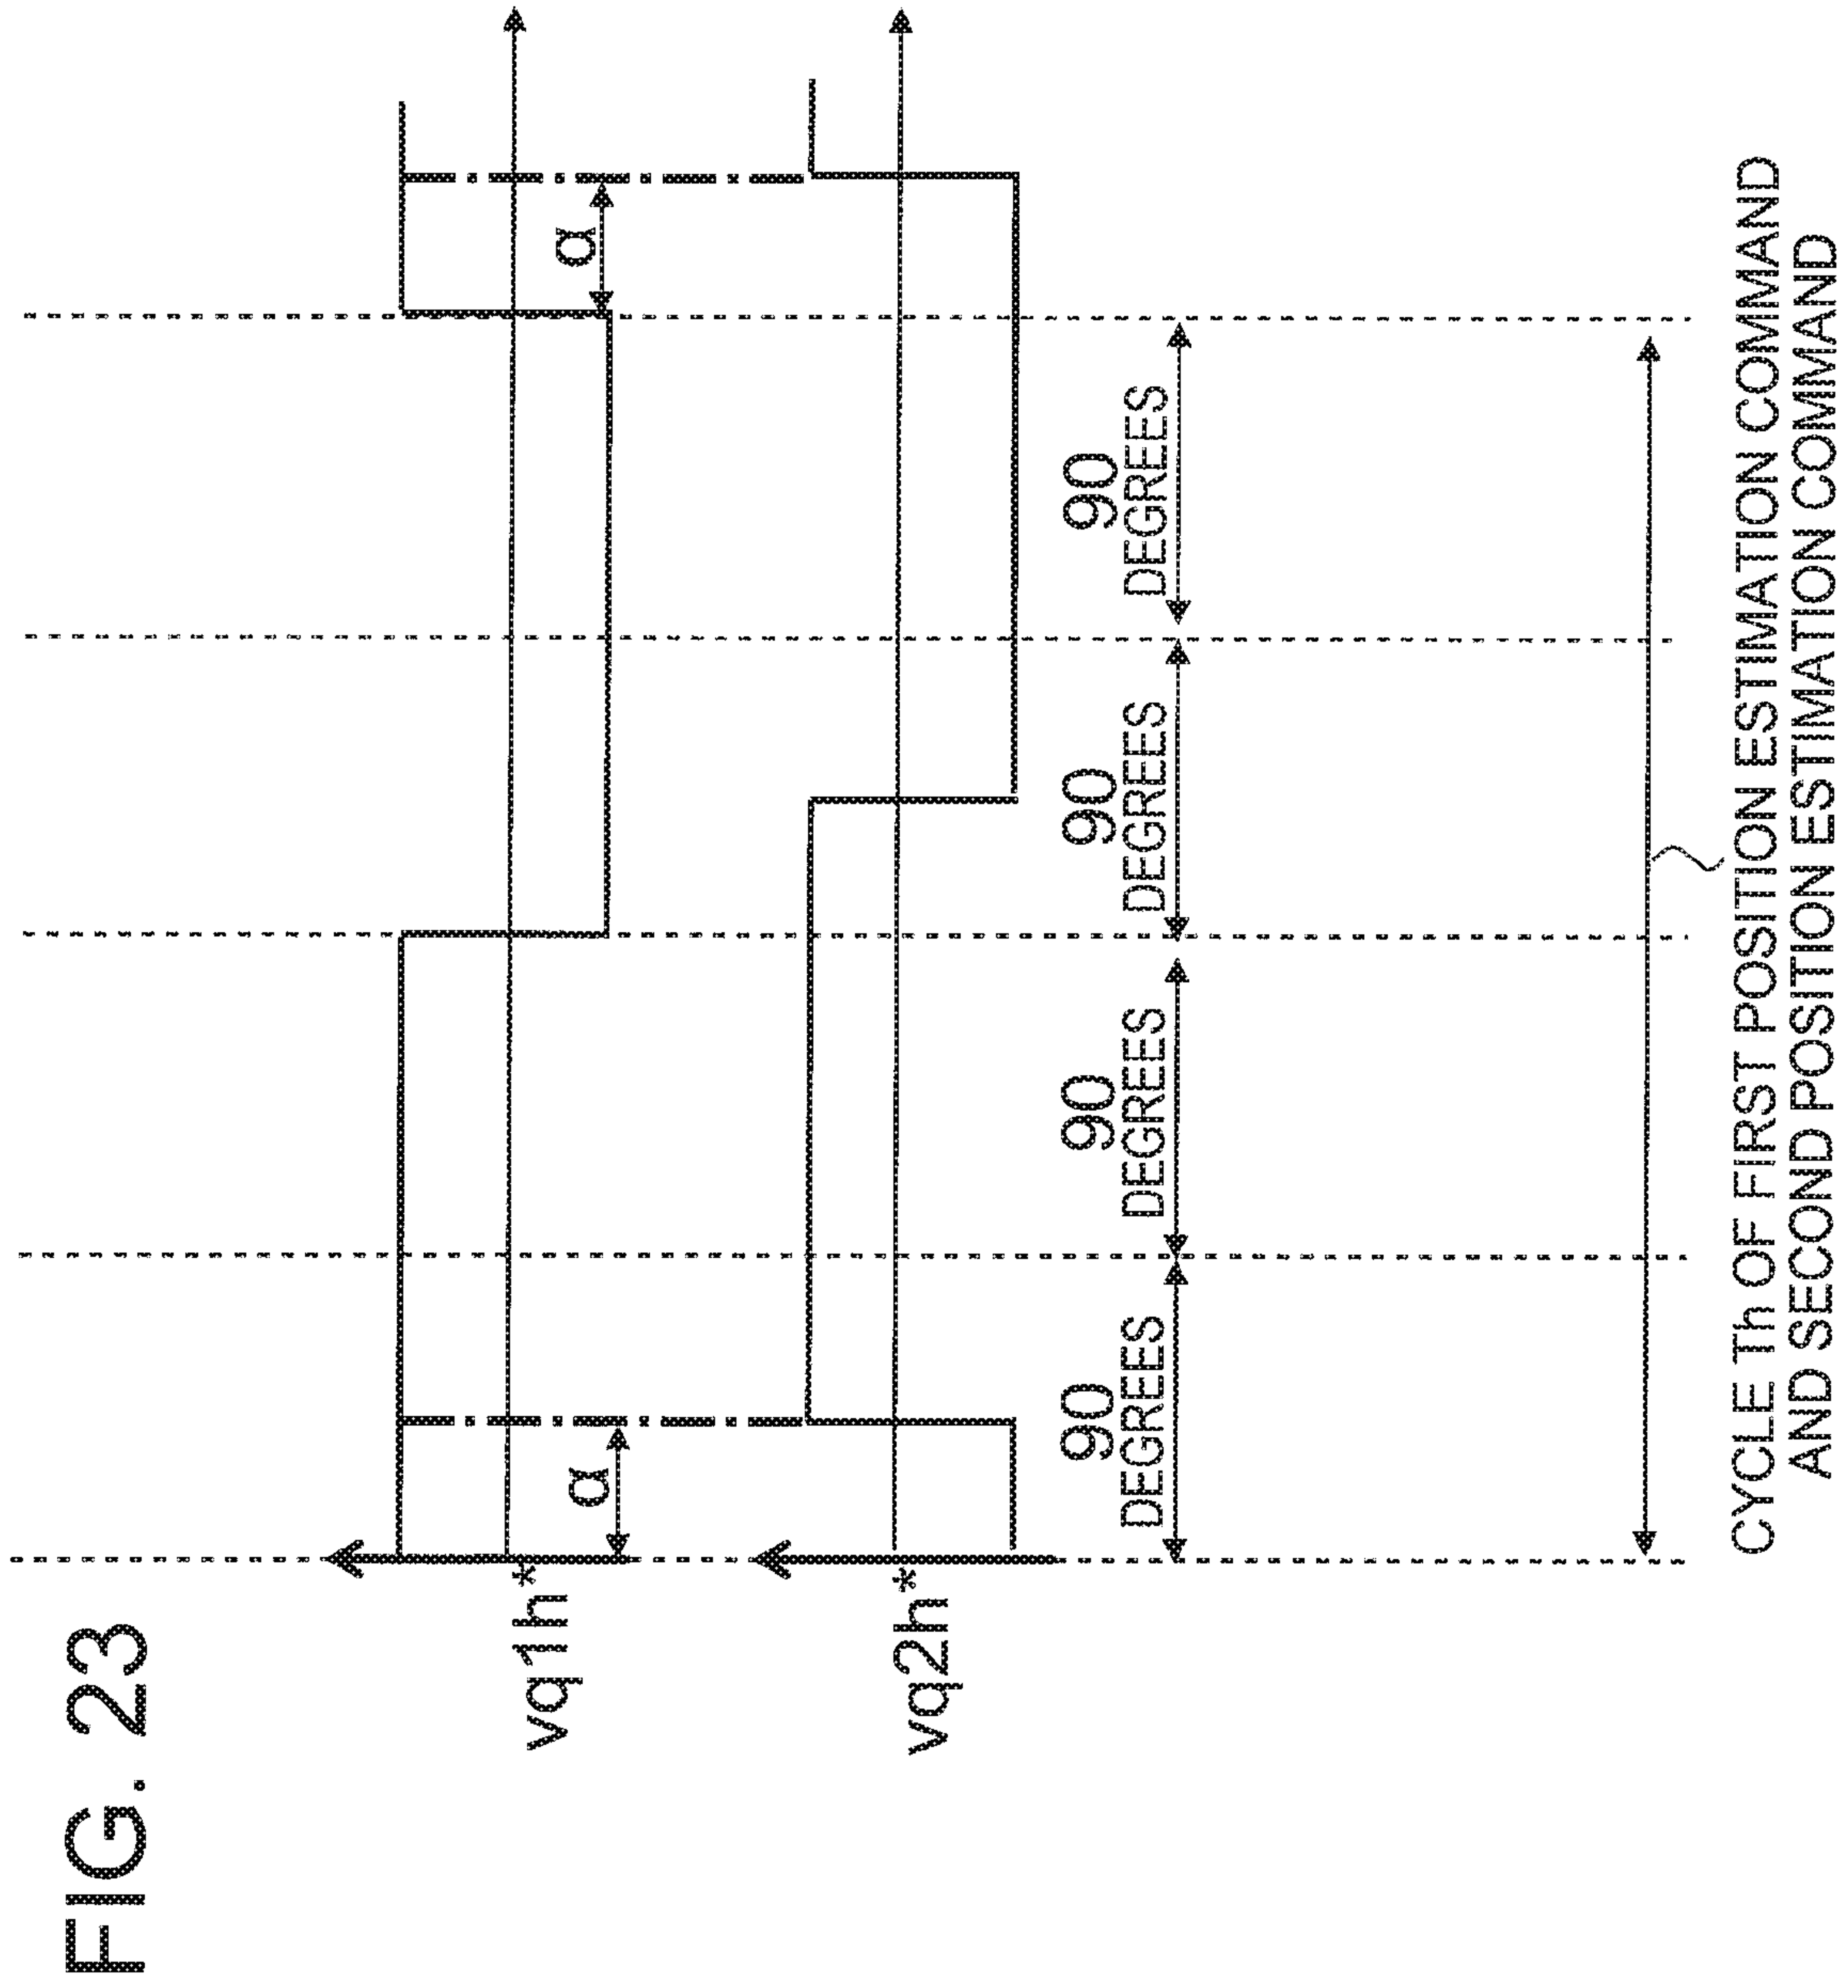 FIG. 23
vq1h*
α
α
vq2h*
90
DEGREES
90
DEGREES
90
DEGREES
90
DEGREES
CYCLE Th OF FIRST POSITION ESTIMATION COMMAND
AND SECOND POSITION ESTIMATION COMMAND